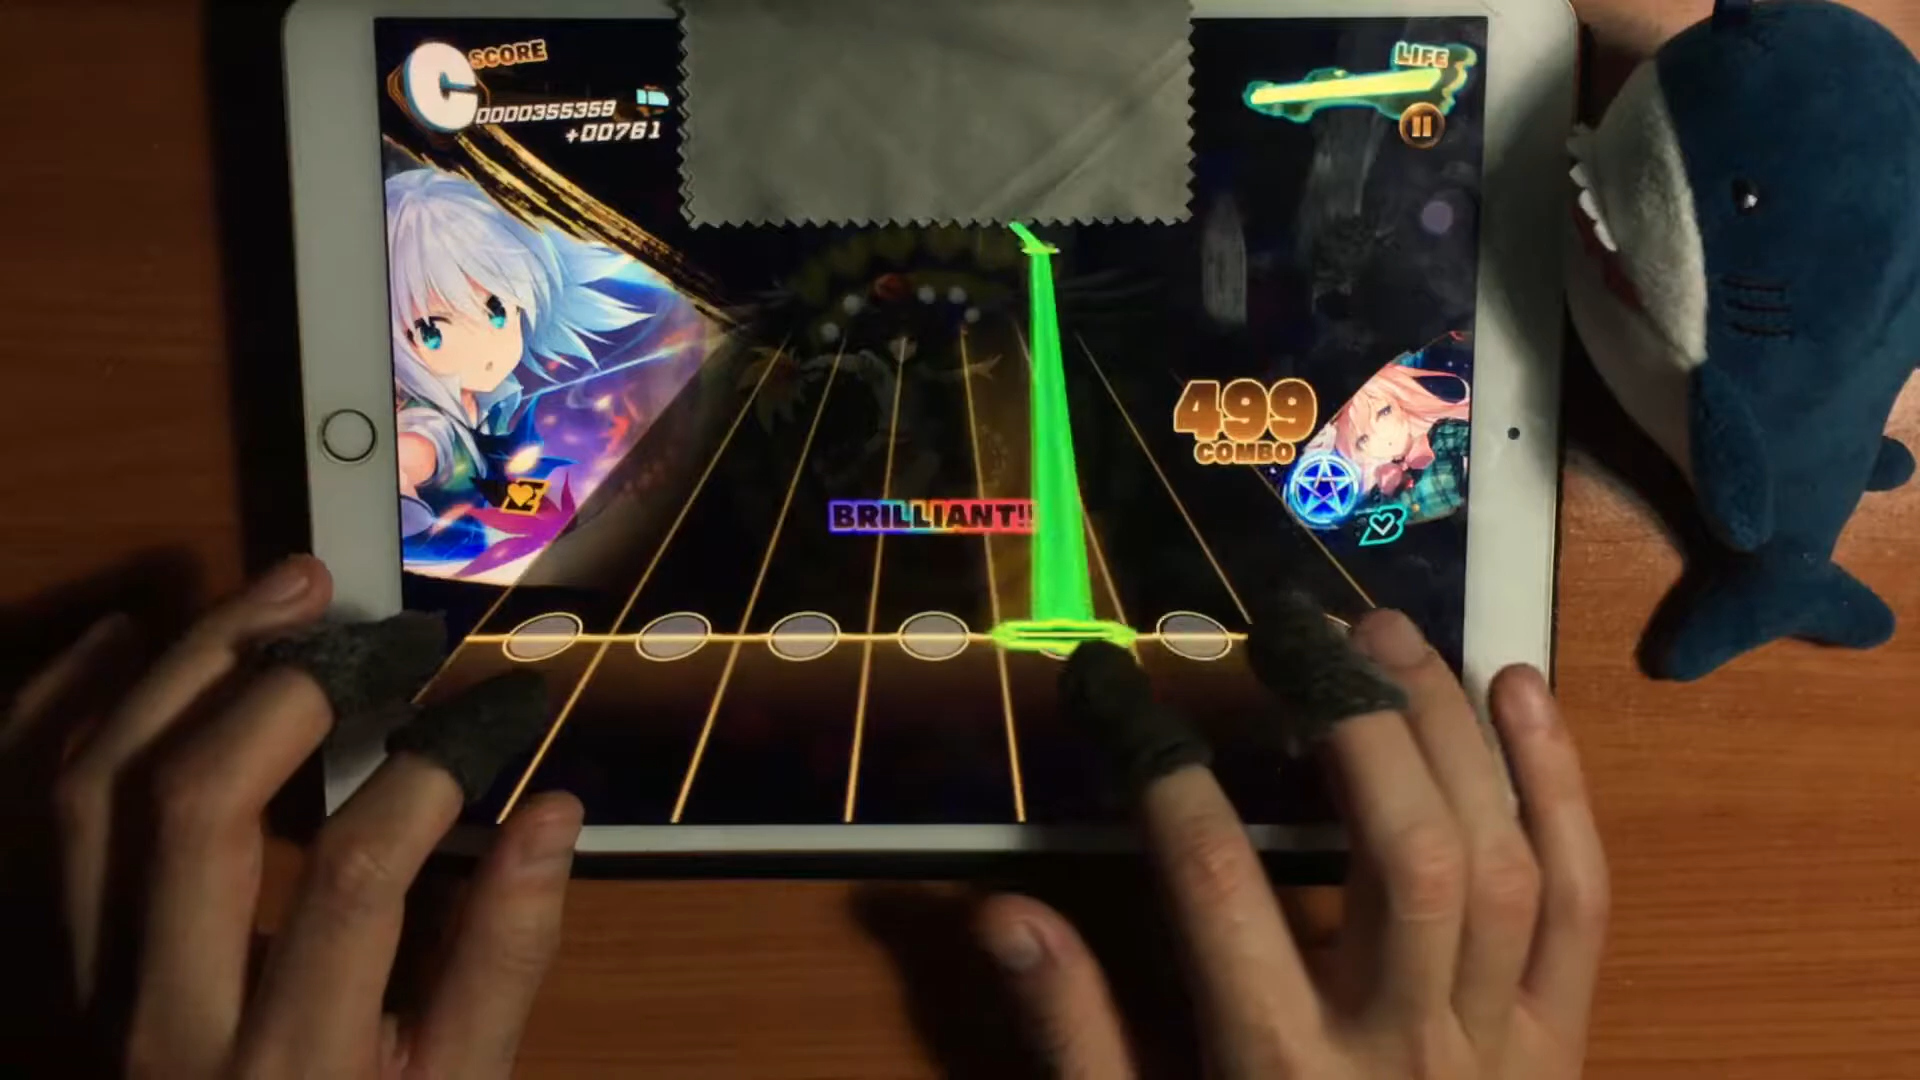 C
SCORE
0000355359
+00761
LIFE
499
COMBO
BRILLIANT!!